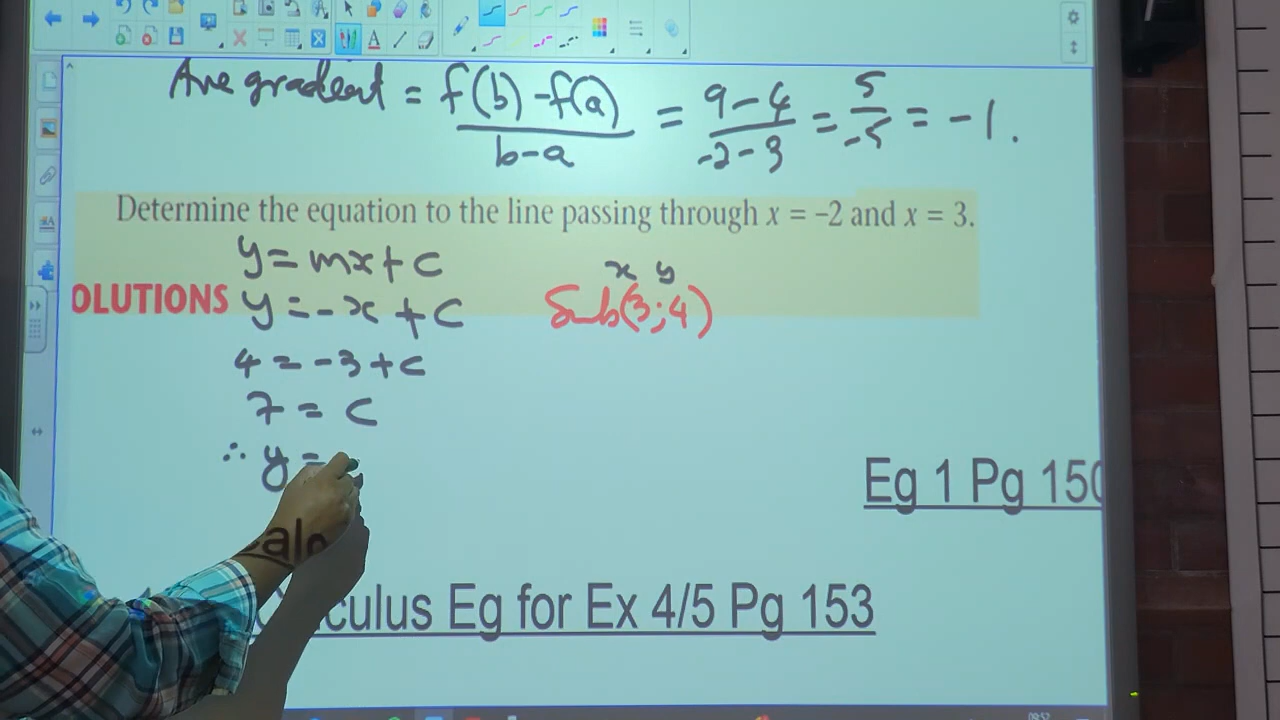 Ave gradient = f(b) - f(a) / b-a = 9-4 / -2-3 = 5 / -5 = -1.
Determine the equation to the line passing through x = –2 and x = 3.
y = mx + c
x y
OLUTIONS y = -x + c Sub(3;4)
4 = -3 + c
7 = c
∴ y =
Eg 1 Pg 150
culus Eg for Ex 4/5 Pg 153